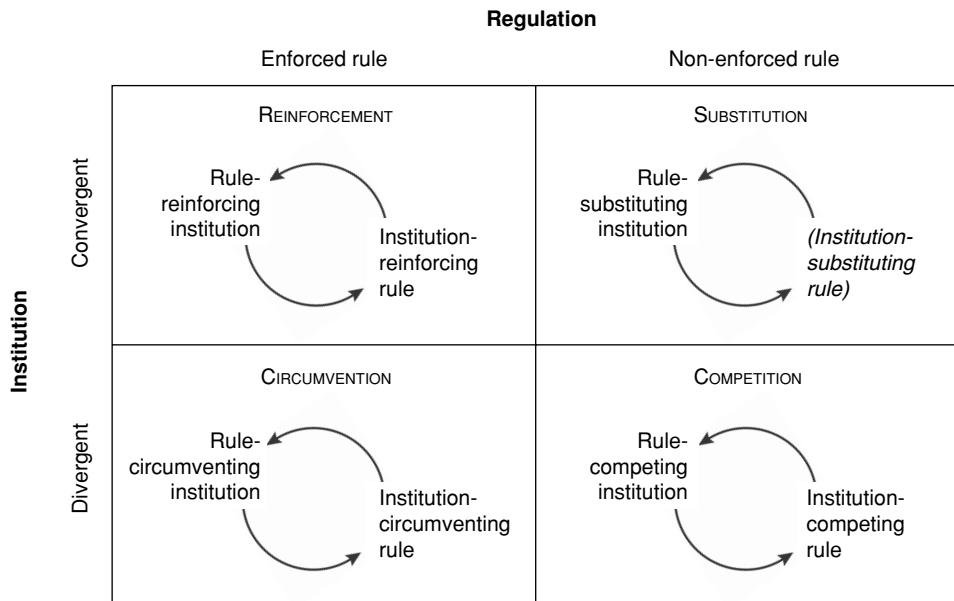 Regulation
Enforced rule
Non-enforced rule
Institution
Convergent
REINFORCEMENT
Rule-
reinforcing
institution
Institution-
reinforcing
rule
SUBSTITUTION
Rule-
substituting
institution
(Institution-
substituting
rule)
Divergent
CIRCUMVENTION
Rule-
circumventing
institution
Institution-
circumventing
rule
COMPETITION
Rule-
competing
institution
Institution-
competing
rule